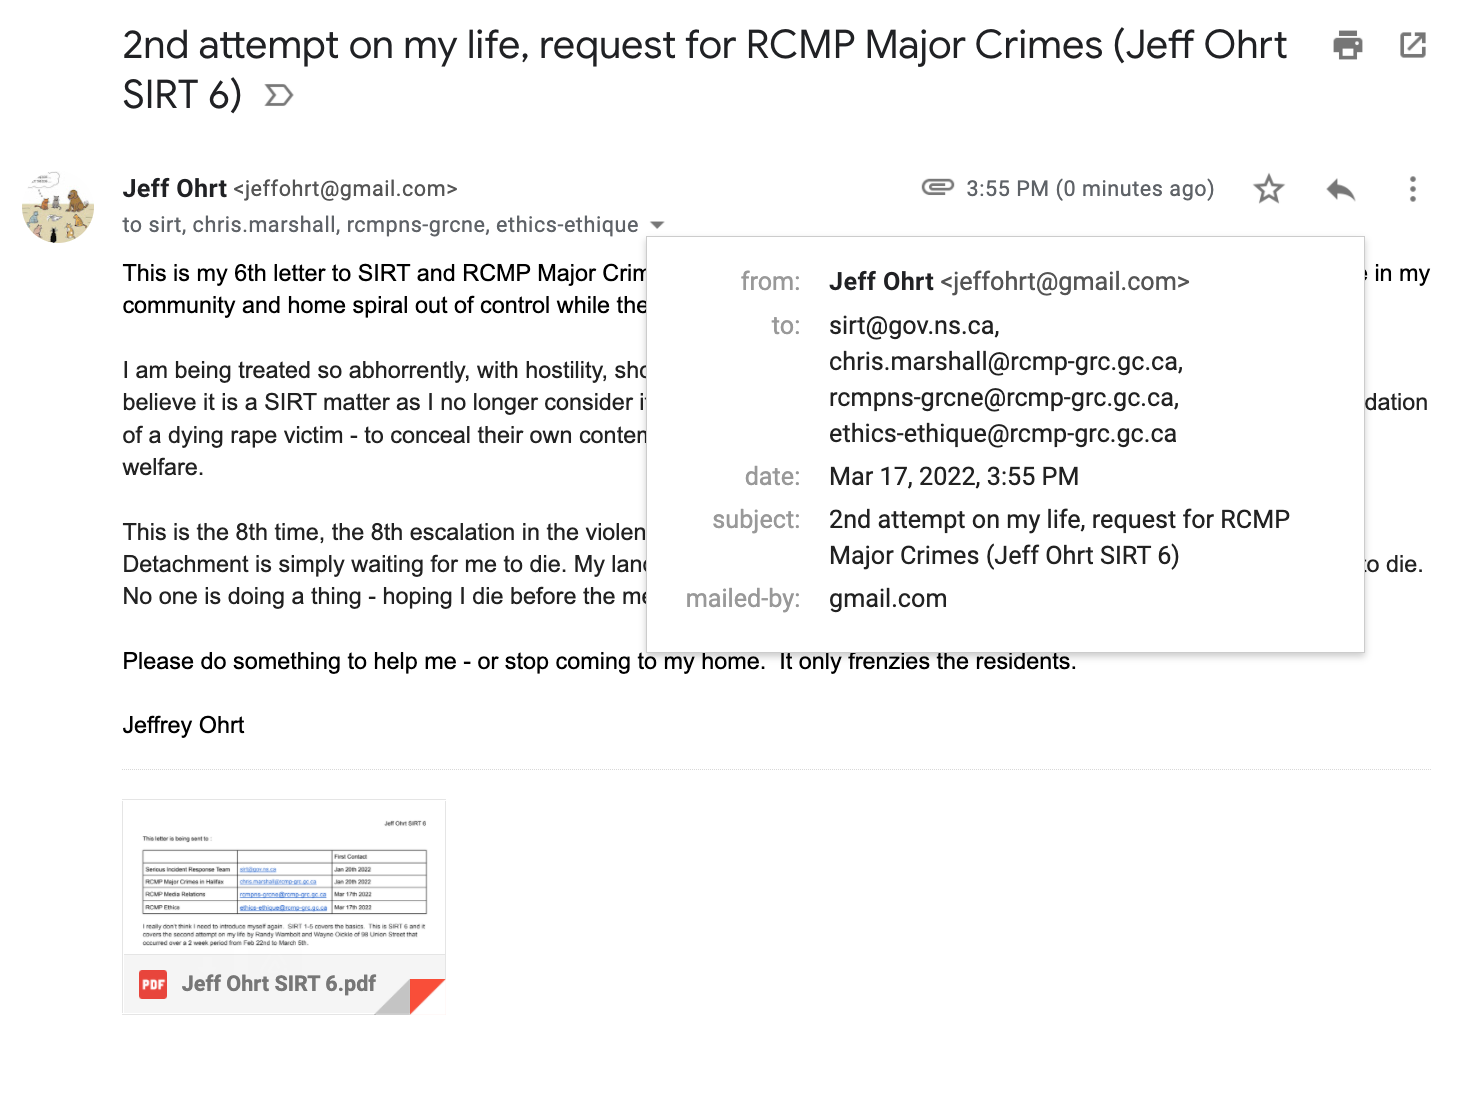 2nd attempt on my life, request for RCMP Major Crimes (Jeff Ohrt
SIRT 6)
Jeff Ohrt <jeffohrt@gmail.com>
3:55 PM (0 minutes ago)
to sirt, chris.marshall, rcmpns-grcne, ethics-ethique
This is my 6th letter to SIRT and RCMP Major Crim
in my
community and home spiral out of control while the
I am being treated so abhorrently, with hostility, sho
believe it is a SIRT matter as I no longer consider i
dation
of a dying rape victim - to conceal their own conten
welfare.
This is the 8th time, the 8th escalation in the violen
Detachment is simply waiting for me to die. My land
to die.
No one is doing a thing - hoping I die before the me
from: Jeff Ohrt <jeffohrt@gmail.com>
to: sirt@gov.ns.ca,
chris.marshall@rcmp-grc.gc.ca,
rcmpns-grcne@rcmp-grc.gc.ca,
ethics-ethique@rcmp-grc.gc.ca
date: Mar 17, 2022, 3:55 PM
subject: 2nd attempt on my life, request for RCMP
Major Crimes (Jeff Ohrt SIRT 6)
mailed-by: gmail.com
Please do something to help me - or stop coming to my home. It only frenzies the residents.
Jeffrey Ohrt
Jeff Ohrt SIRT 6
This letter is being sent to :
First Contact
Serious Incident Response Team sirt@gov.ns.ca Jan 20th 2022
RCMP Major Crimes in Halifax chris.marshall@rcmp-grc.gc.ca Jan 20th 2022
RCMP Media Relations rcmpns-grcne@rcmp-grc.gc.ca Mar 17th 2022
RCMP Ethics ethics-ethique@rcmp-grc.gc.ca Mar 17th 2022
I really don't think I need to introduce myself again. SIRT 1-5 covers the basics. This is SIRT 6 and it
covers the second attempt on my life by Randy Wambolt and Wayne Oickle of 98 Union Street that
occurred over a 2 week period from Feb 22nd to March 5th.
PDF
Jeff Ohrt SIRT 6.pdf